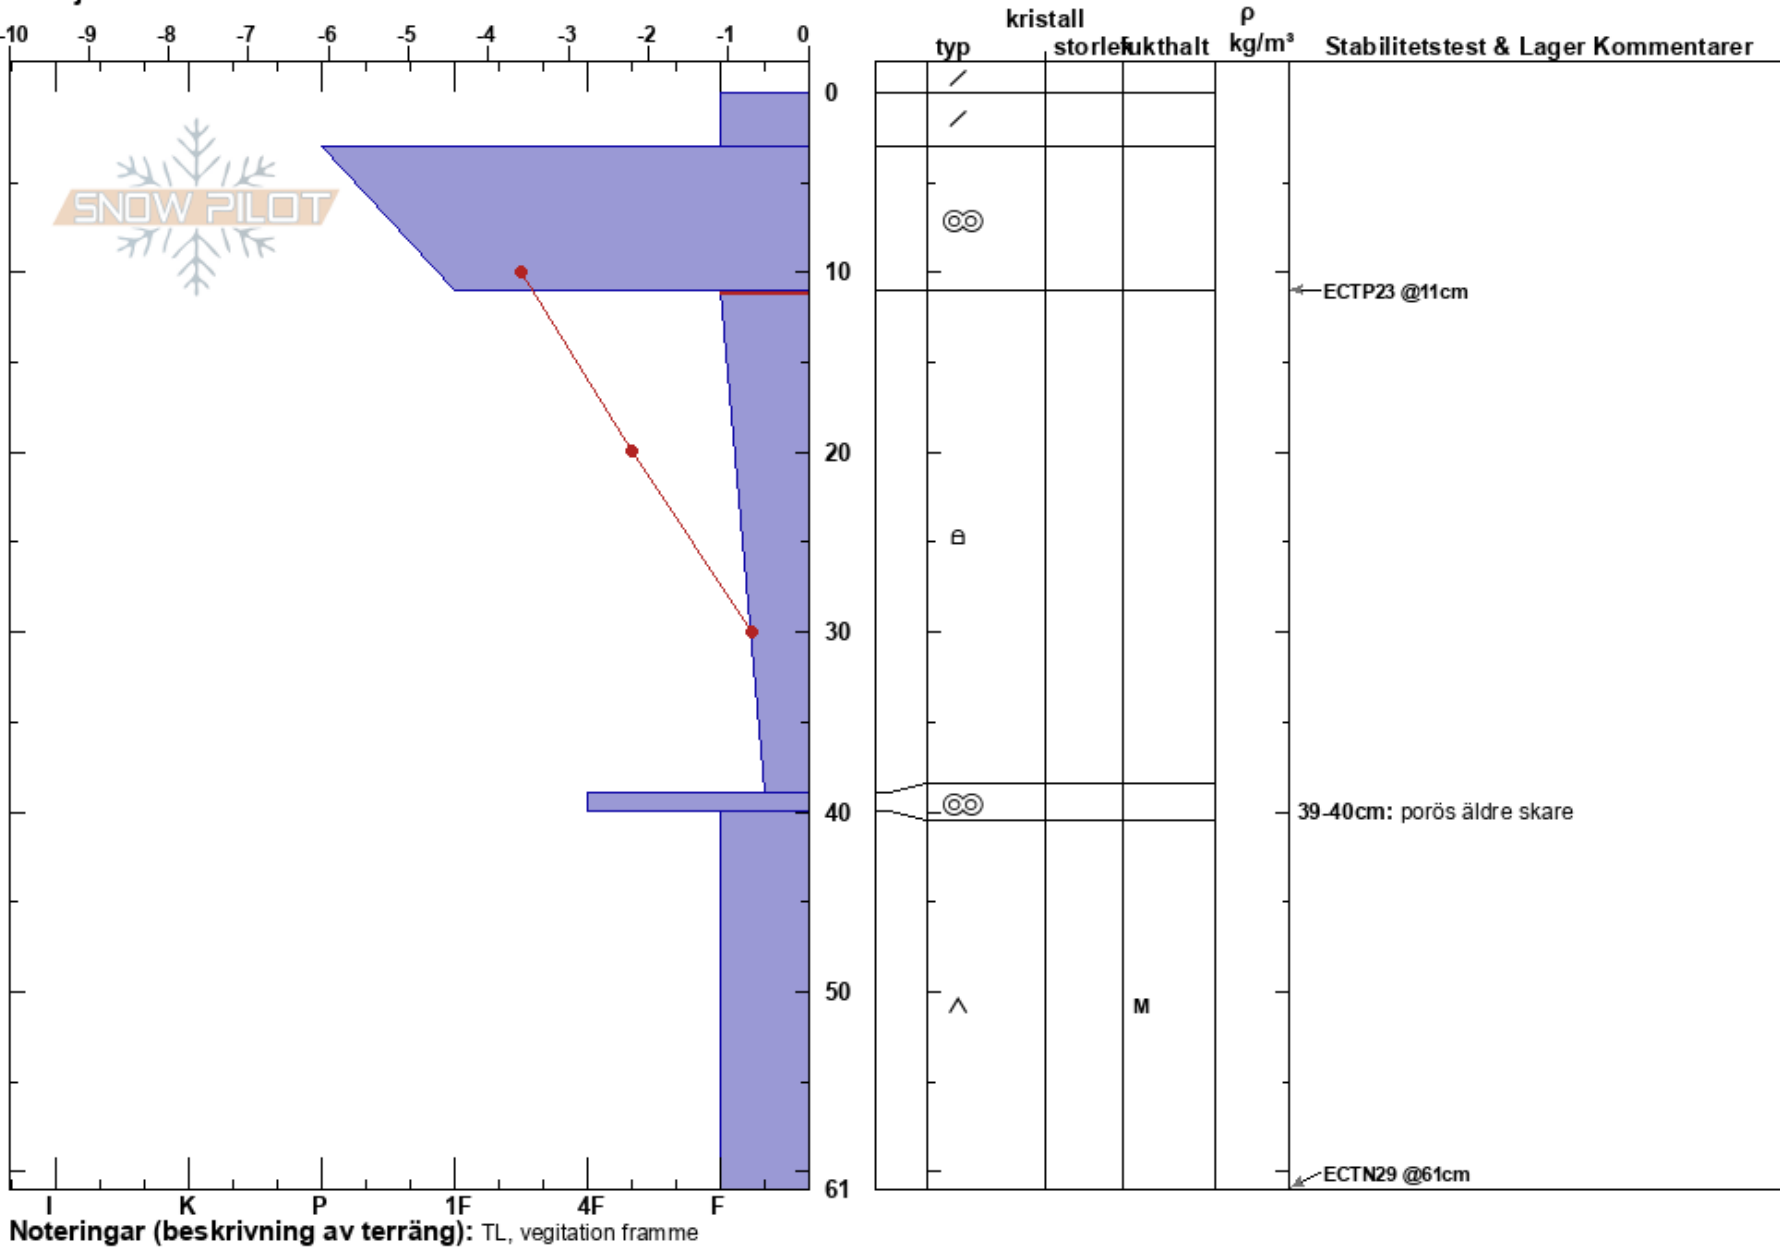 kristall ρ
-10 -9 -8 -7 -6 -5 -4 -3 -2 -1 0 typ storlek fukthalt kg/m³ Stabilitetstest & Lager Kommentarer
0
SNOW PILOT
10
ECTP23 @11cm
20
30
40 39-40cm: porös äldre skare
50 M
ECTN29 @61cm
61
I K P 1F 4F F
Noteringar (beskrivning av terräng): TL, vegitation framme